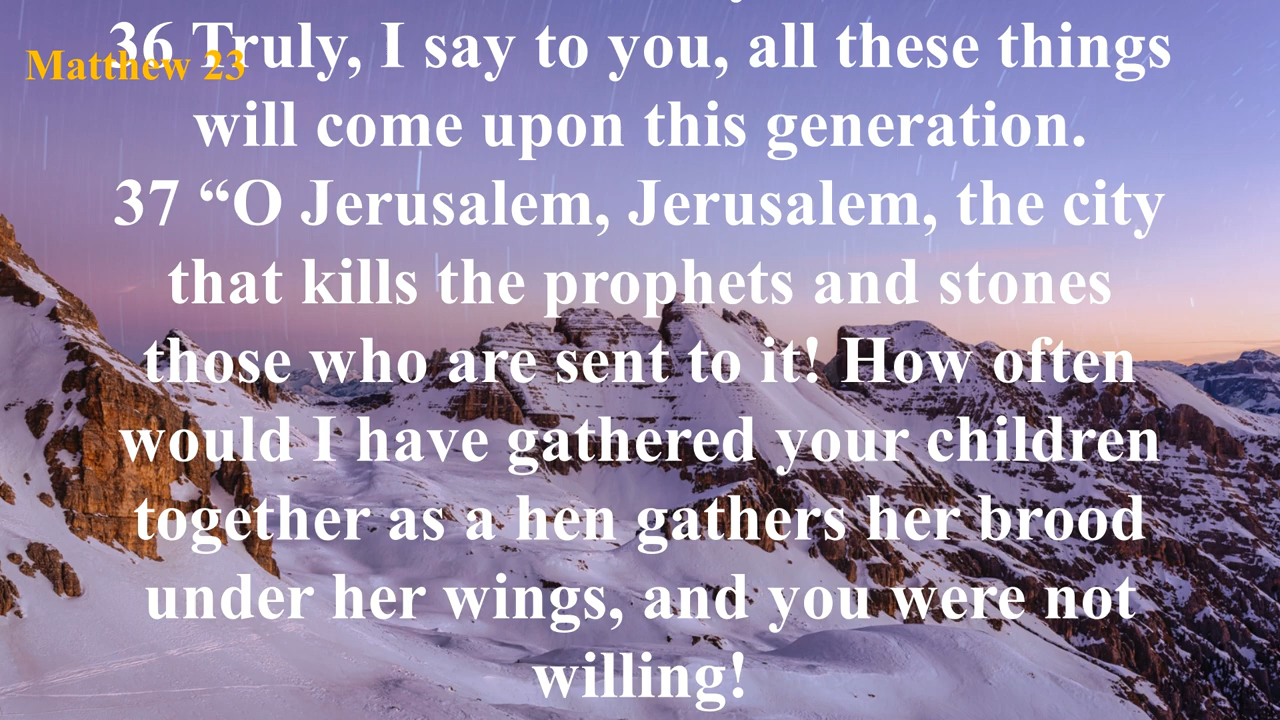 36 Truly, I say to you, all these things
Matthew 23
will come upon this generation.
37 “O Jerusalem, Jerusalem, the city
that kills the prophets and stones
those who are sent to it! How often
would I have gathered your children
together as a hen gathers her brood
under her wings, and you were not
willing!